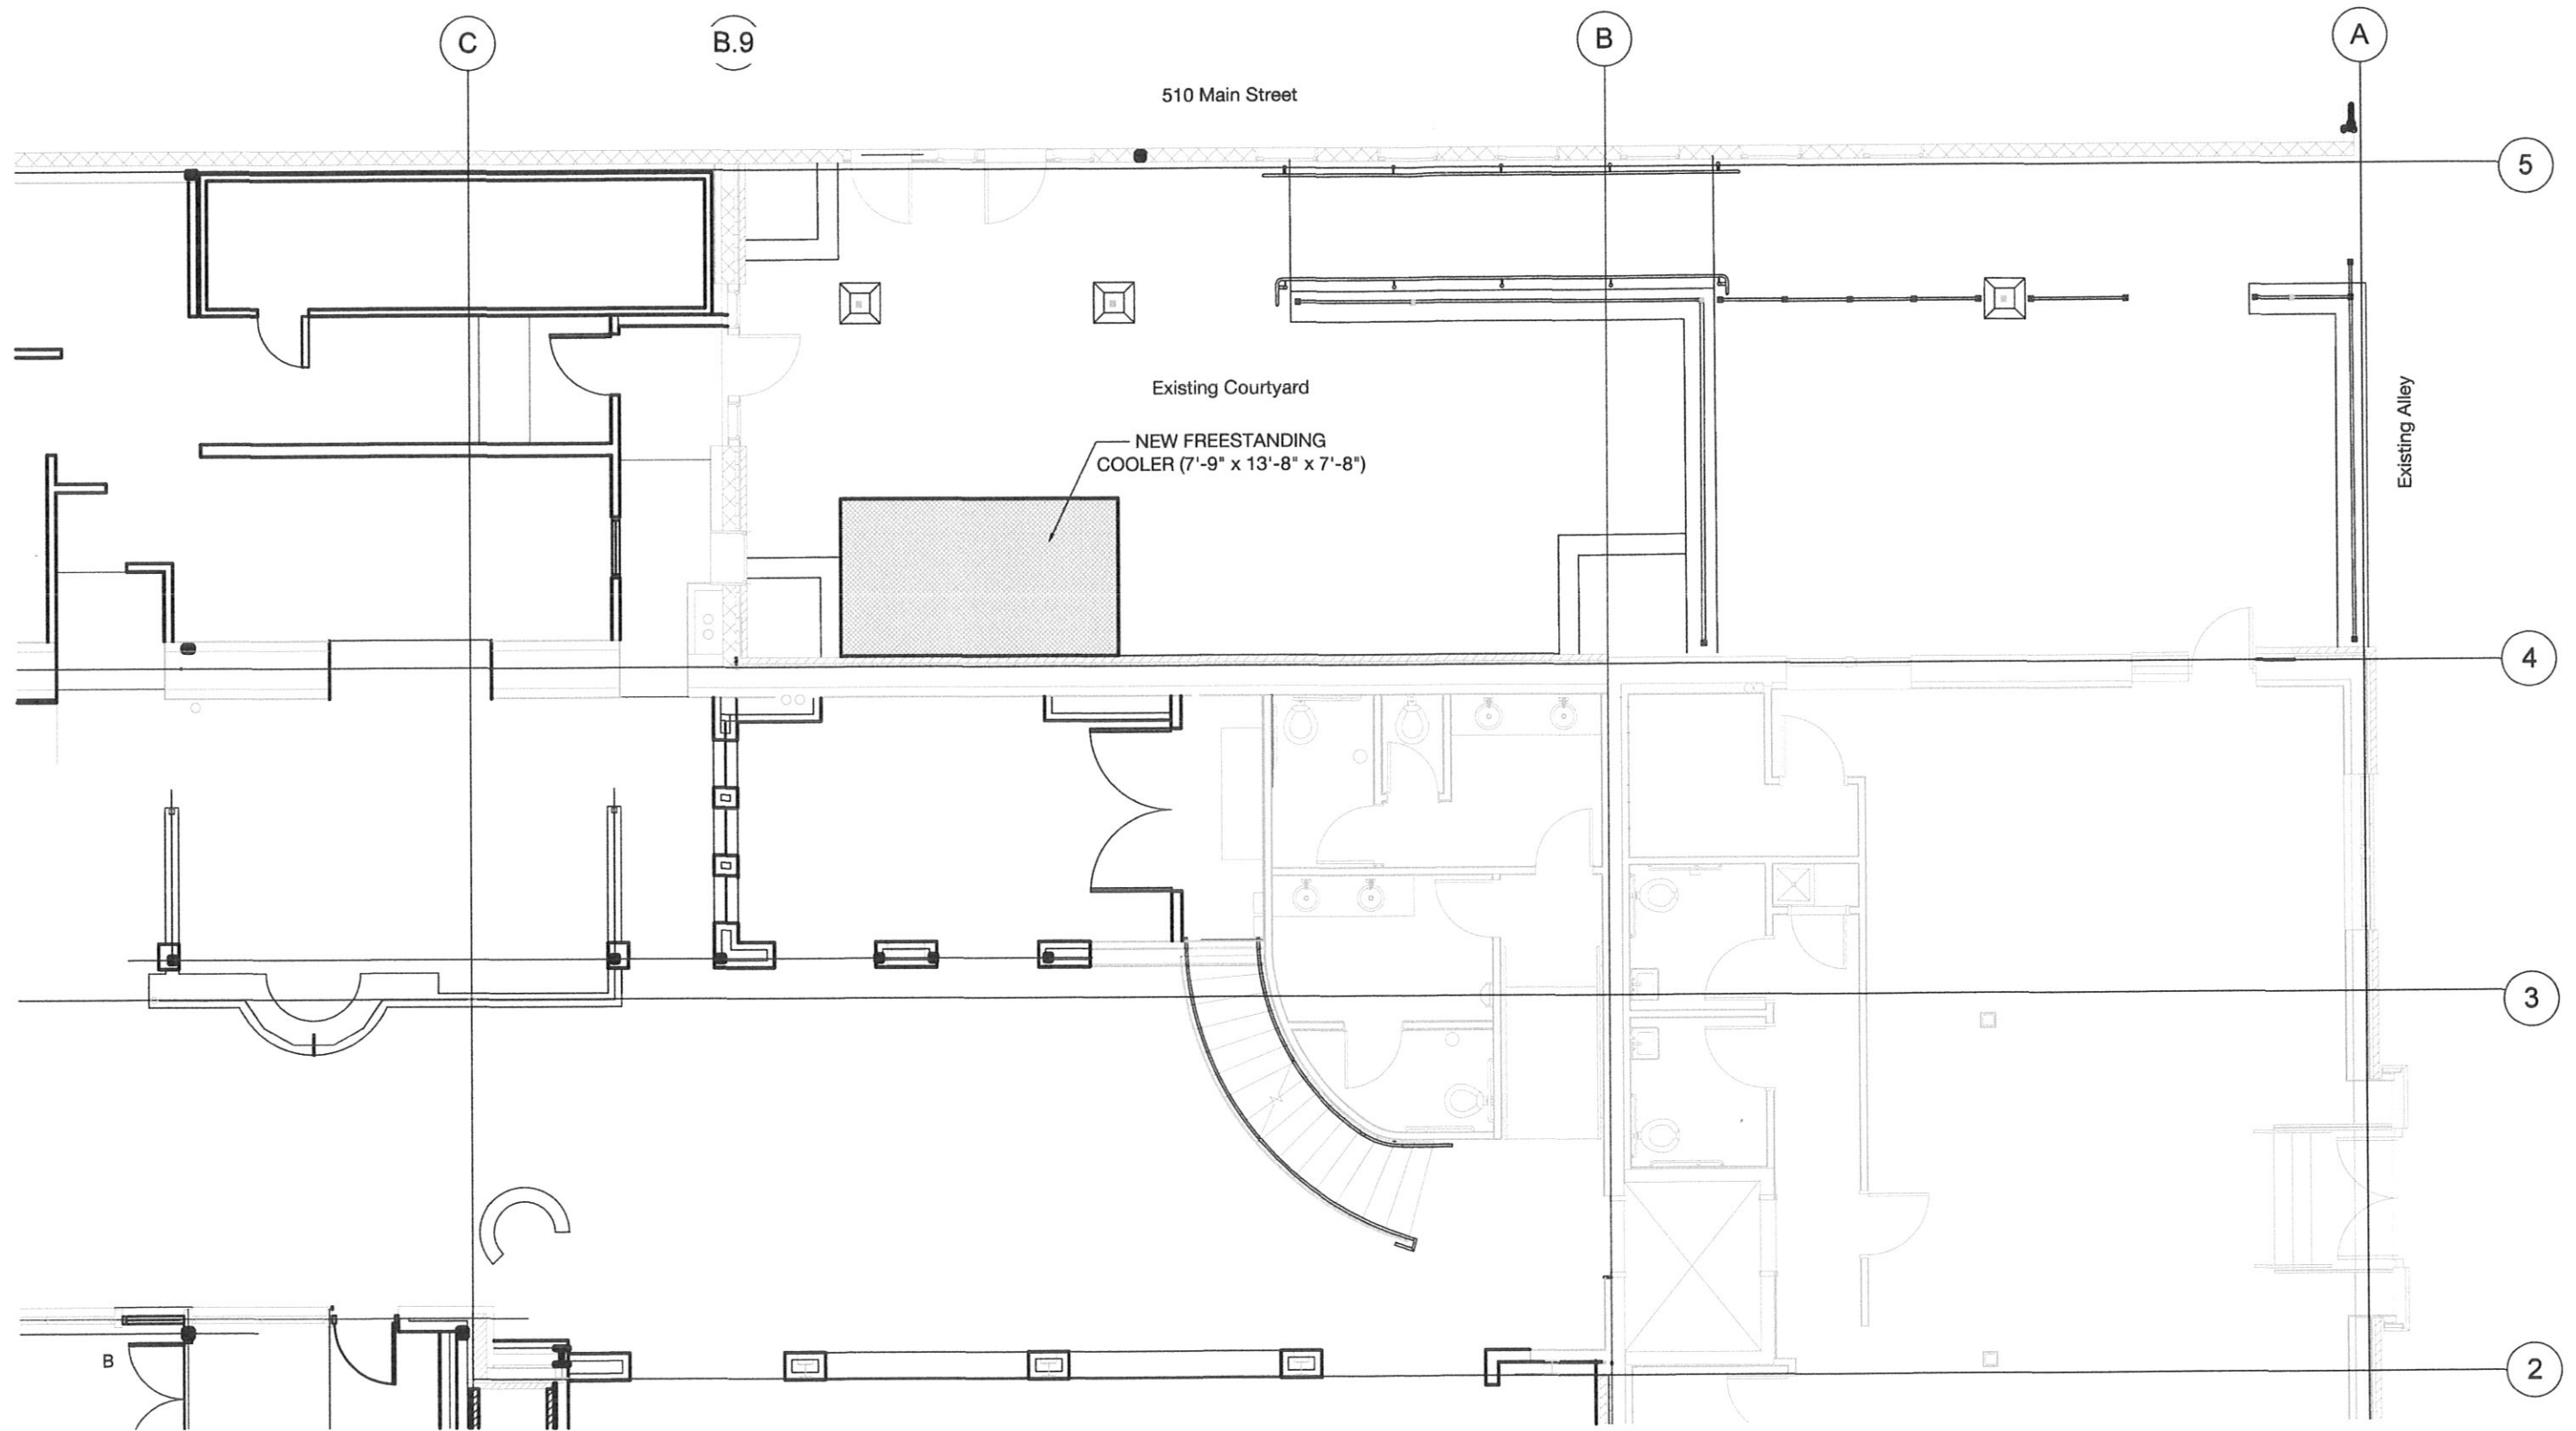 C
B.9
B
A
510 Main Street
5
Existing Courtyard
NEW FREESTANDING
COOLER (7'-9" x 13'-8" x 7'-8")
Existing Alley
4
3
B
2